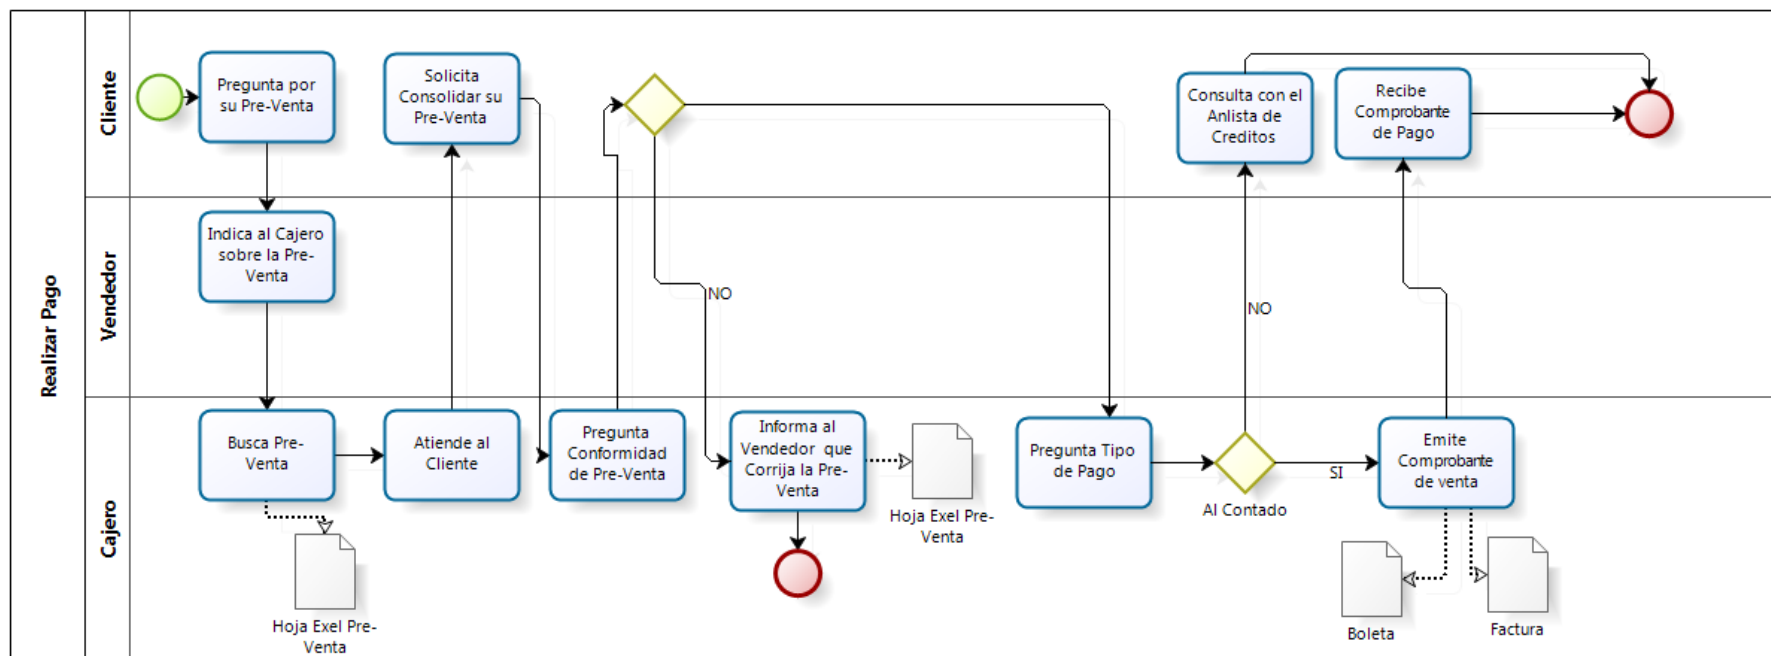 Realizar Pago
Cliente
Pregunta por
su Pre-Venta
Solicita
Consolidar su
Pre-Venta
Consulta con el
Anlista de
Creditos
Recibe
Comprobante
de Pago
Vendedor
Indica al Cajero
sobre la Pre-
Venta
NO
NO
Cajero
Busca Pre-
Venta
Atiende al
Cliente
Pregunta
Conformidad
de Pre-Venta
Informa al
Vendedor  que
Corrija la Pre-
Venta
Hoja Exel Pre-
Venta
Pregunta Tipo
de Pago
Al Contado
SI
Emite
Comprobante
de venta
Hoja Exel Pre-
Venta
Boleta
Factura